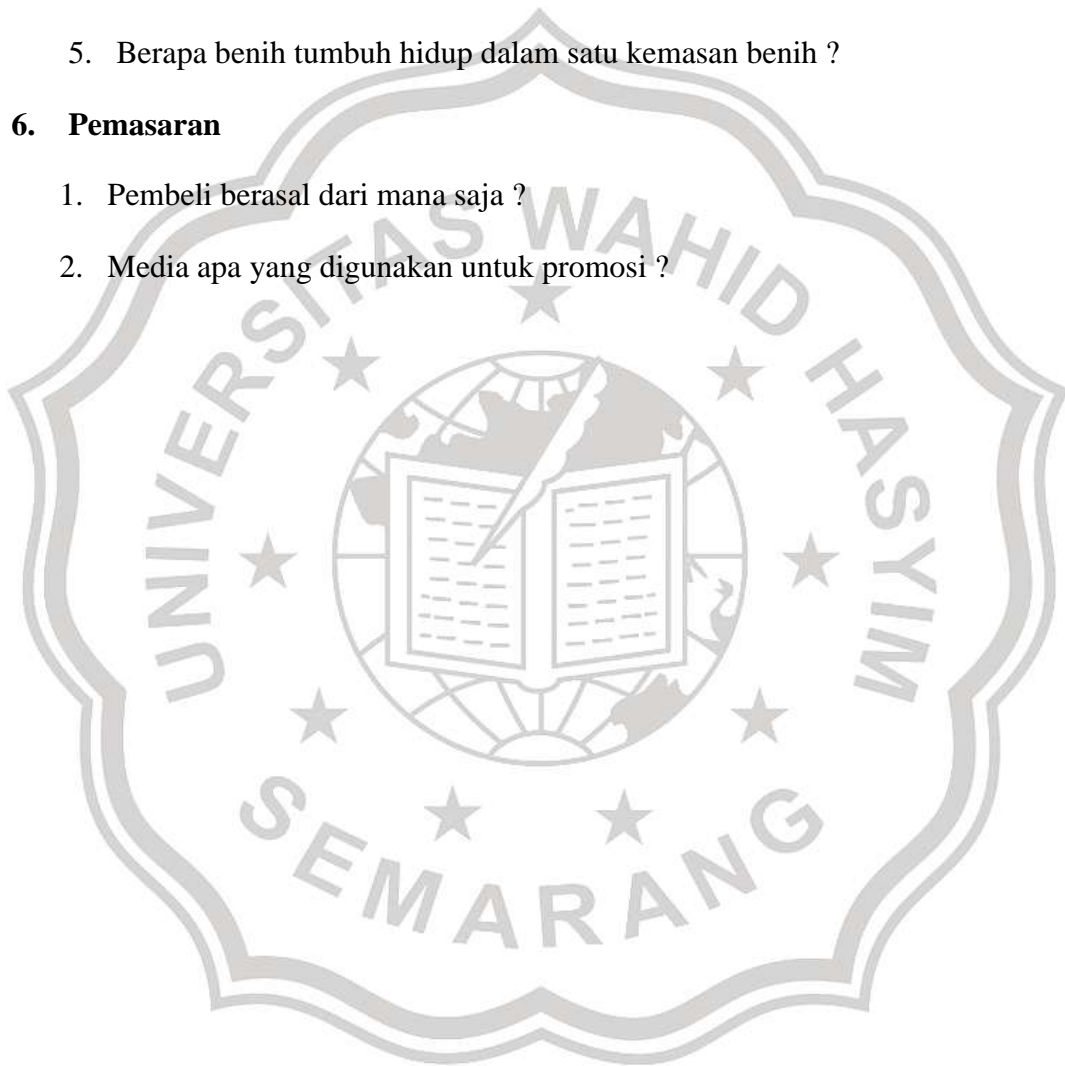 5. Berapa benih tumbuh hidup dalam satu kemasan benih ?
6. Pemasaran
1. Pembeli berasal dari mana saja ?
2. Media apa yang digunakan untuk promosi ?
UNIVERSITAS WAHID HASYIM
SEMARANG